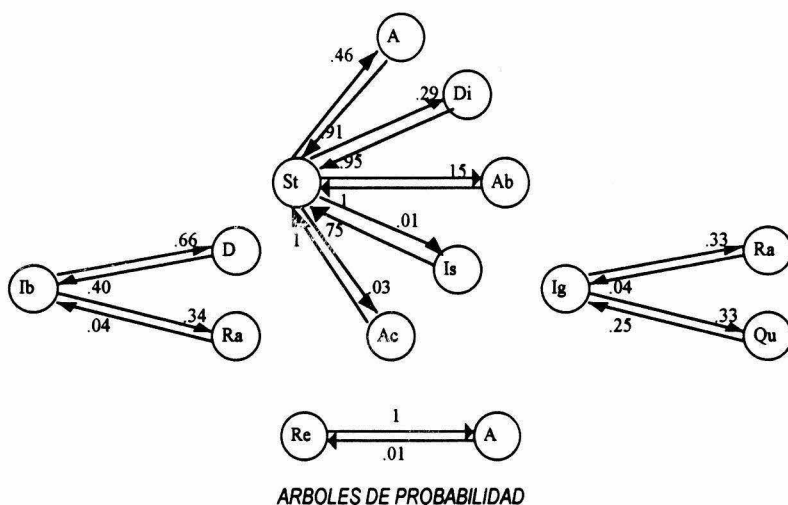 A
.46
.29
Di
.91
.95
St
.15
Ab
1
.01
.75
1
Is
.03
Ac
.66
D
Ib
.40
.34
.04
Ra
.33
Ra
Ig
.04
.33
.25
Qu
1
Re
A
.01
ARBOLES DE PROBABILIDAD